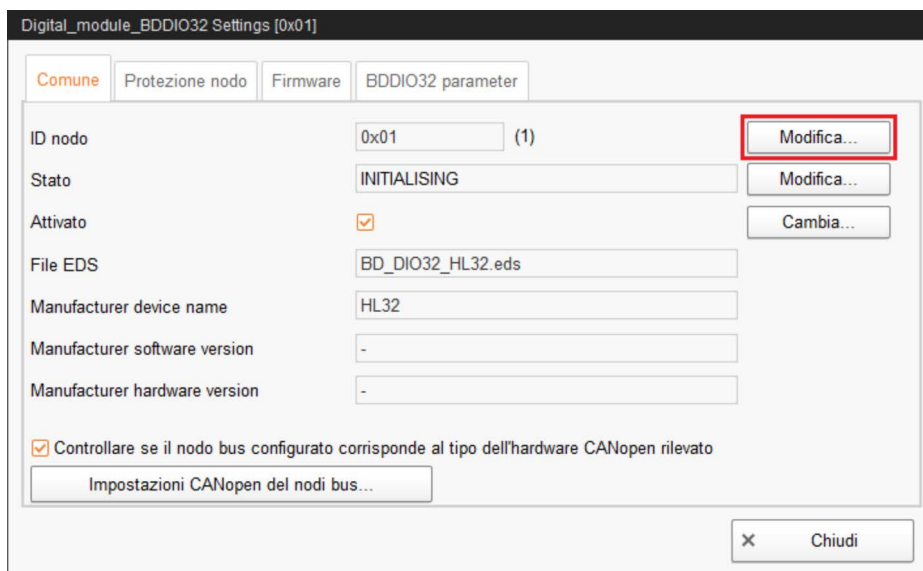 Digital_module_BDDIO32 Settings [0x01]
Comune Protezione nodo Firmware BDDIO32 parameter
ID nodo 0x01 (1) Modifica...
Stato INITIALISING Modifica...
Attivato Cambia...
File EDS BD_DIO32_HL32.eds
Manufacturer device name HL32
Manufacturer software version -
Manufacturer hardware version -
Controllare se il nodo bus configurato corrisponde al tipo dell'hardware CANopen rilevato
Impostazioni CANopen del nodi bus...
Chiudi